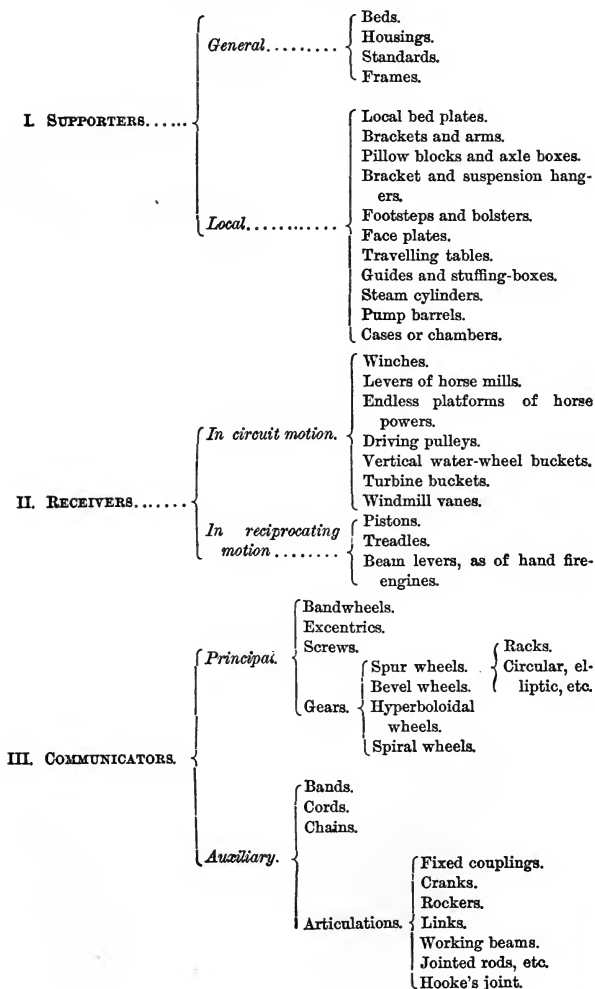 I. SUPPORTERS......
General.........
Beds.
Housings.
Standards.
Frames.
Local...........
Local bed plates.
Brackets and arms.
Pillow blocks and axle boxes.
Bracket and suspension hang-
ers.
Footsteps and bolsters.
Face plates.
Travelling tables.
Guides and stuffing-boxes.
Steam cylinders.
Pump barrels.
Cases or chambers.
II. RECEIVERS.......
In circuit motion.
Winches.
Levers of horse mills.
Endless platforms of horse
powers.
Driving pulleys.
Vertical water-wheel buckets.
Turbine buckets.
Windmill vanes.
In reciprocating
motion ........
Pistons.
Treadles.
Beam levers, as of hand fire-
engines.
III. COMMUNICATORS.
Principal.
Bandwheels.
Excentrics.
Screws.
Gears.
Spur wheels.
Racks.
Circular, el-
liptic, etc.
Bevel wheels.
Hyperboloidal
wheels.
Spiral wheels.
Auxiliary.
Bands.
Cords.
Chains.
Articulations.
Fixed couplings.
Cranks.
Rockers.
Links.
Working beams.
Jointed rods, etc.
Hooke's joint.